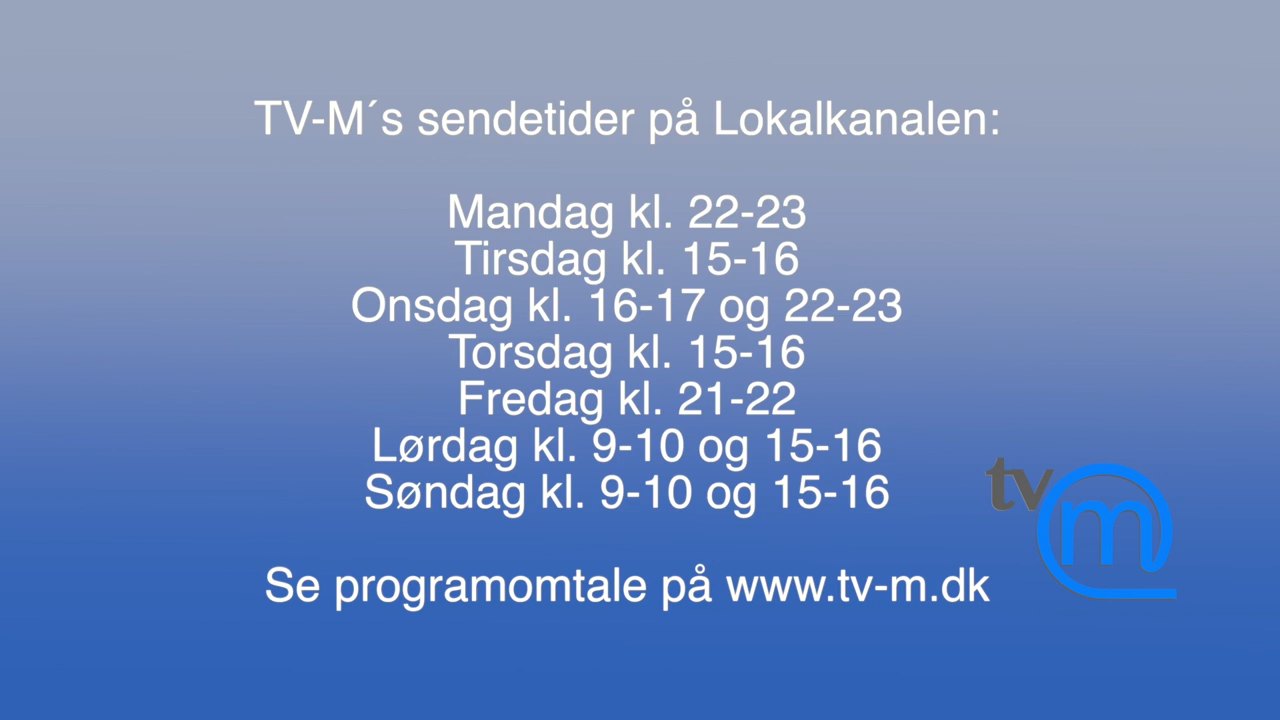 TV-M´s sendetider på Lokalkanalen:
Mandag kl. 22-23
Tirsdag kl. 15-16
Onsdag kl. 16-17 og 22-23
Torsdag kl. 15-16
Fredag kl. 21-22
Lørdag kl. 9-10 og 15-16
Søndag kl. 9-10 og 15-16
Se programomtale på www.tv-m.dk
tv m